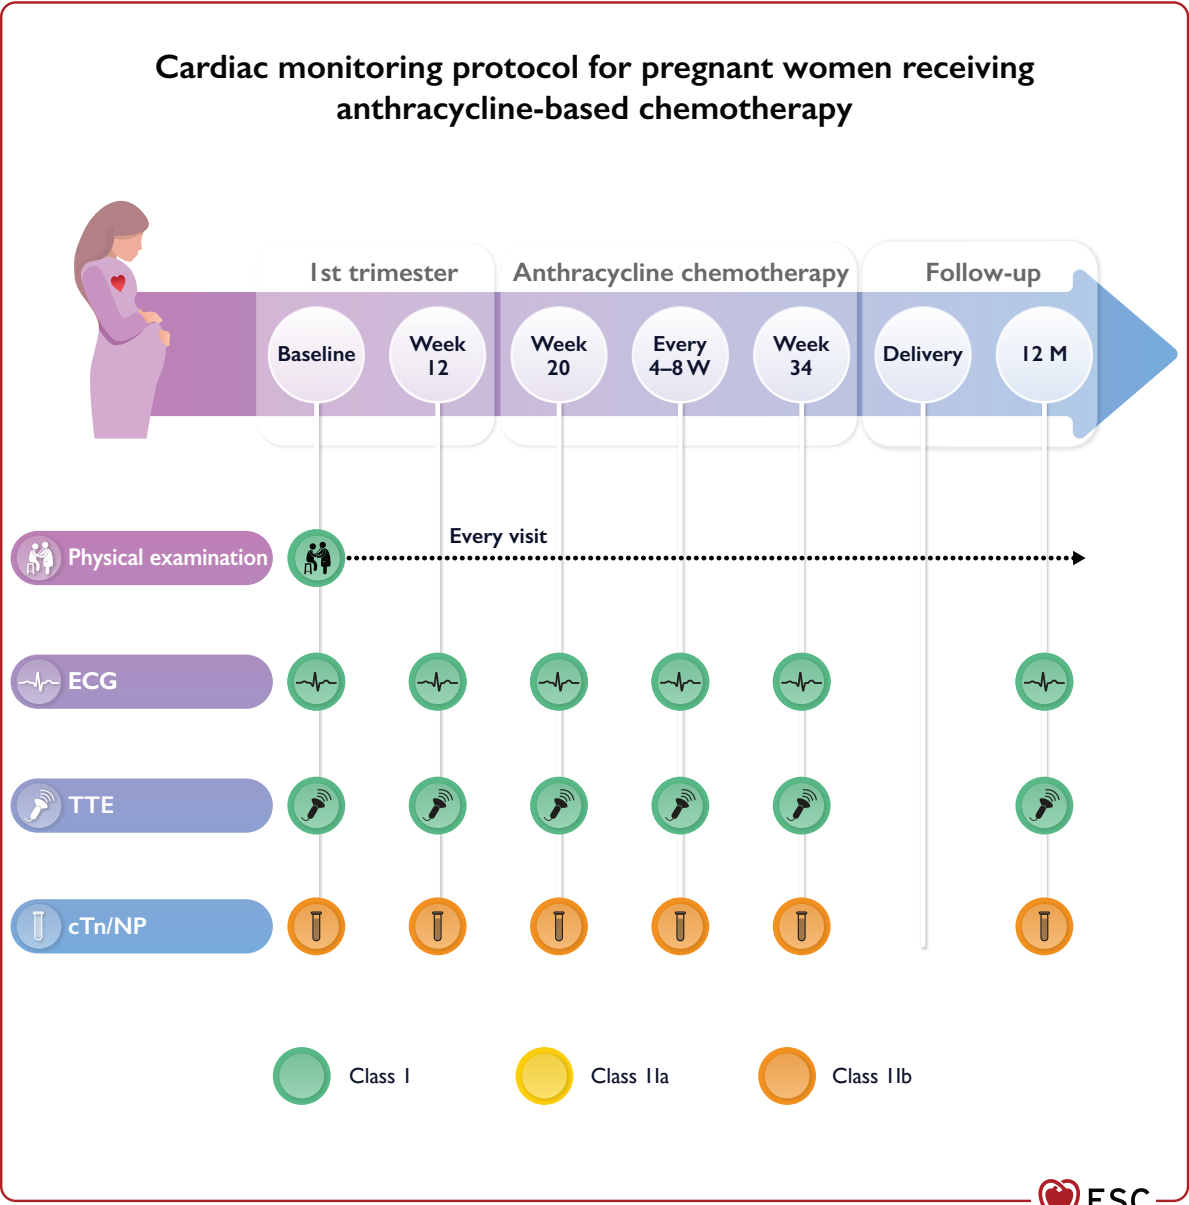 Cardiac monitoring protocol for pregnant women receiving
anthracycline-based chemotherapy
1st trimester
Anthracycline chemotherapy
Follow-up
Baseline
Week
12
Week
20
Every
4–8 W
Week
34
Delivery
12 M
Every visit
Physical examination
ECG
TTE
cTn/NP
Class I
Class IIa
Class IIb
ESC